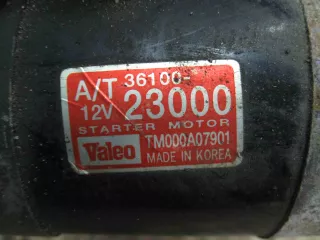 A/T 36100-
12V 23000
STARTER MOTOR
Valeo TM000A07901
MADE IN KOREA